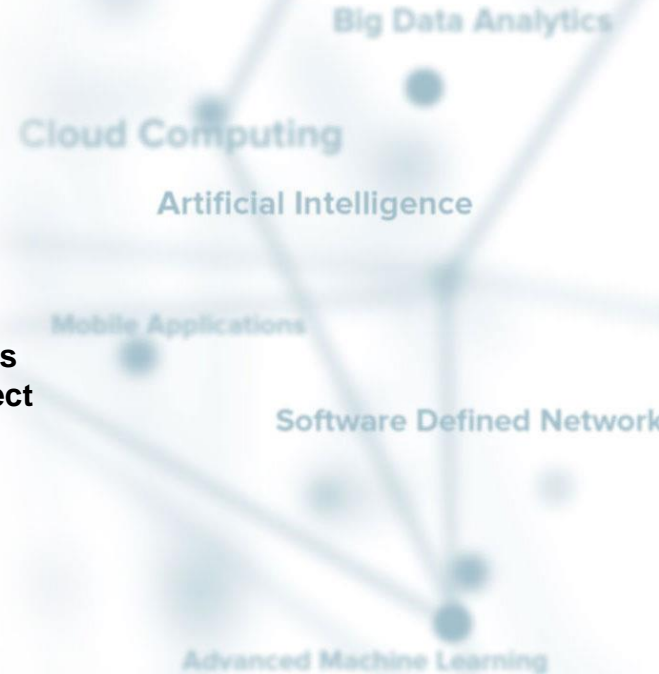 Big Data Analytics
Cloud Computing
Artificial Intelligence
Mobile Applications
s
ect
Software Defined Network
Advanced Machine Learning